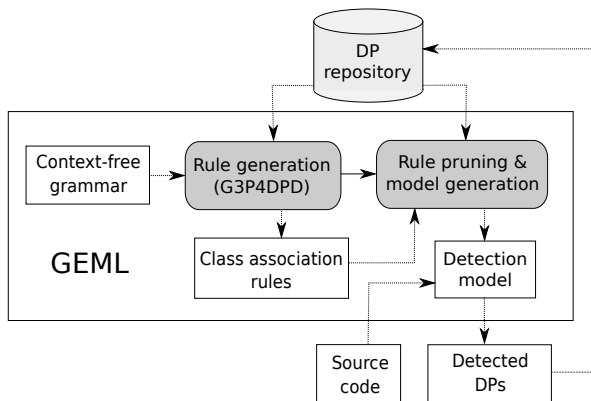 DP
repository
Context-free
grammar
Rule generation
(G3P4DPD)
Rule pruning &
model generation
GEML
Class association
rules
Detection
model
Source
code
Detected
DPs